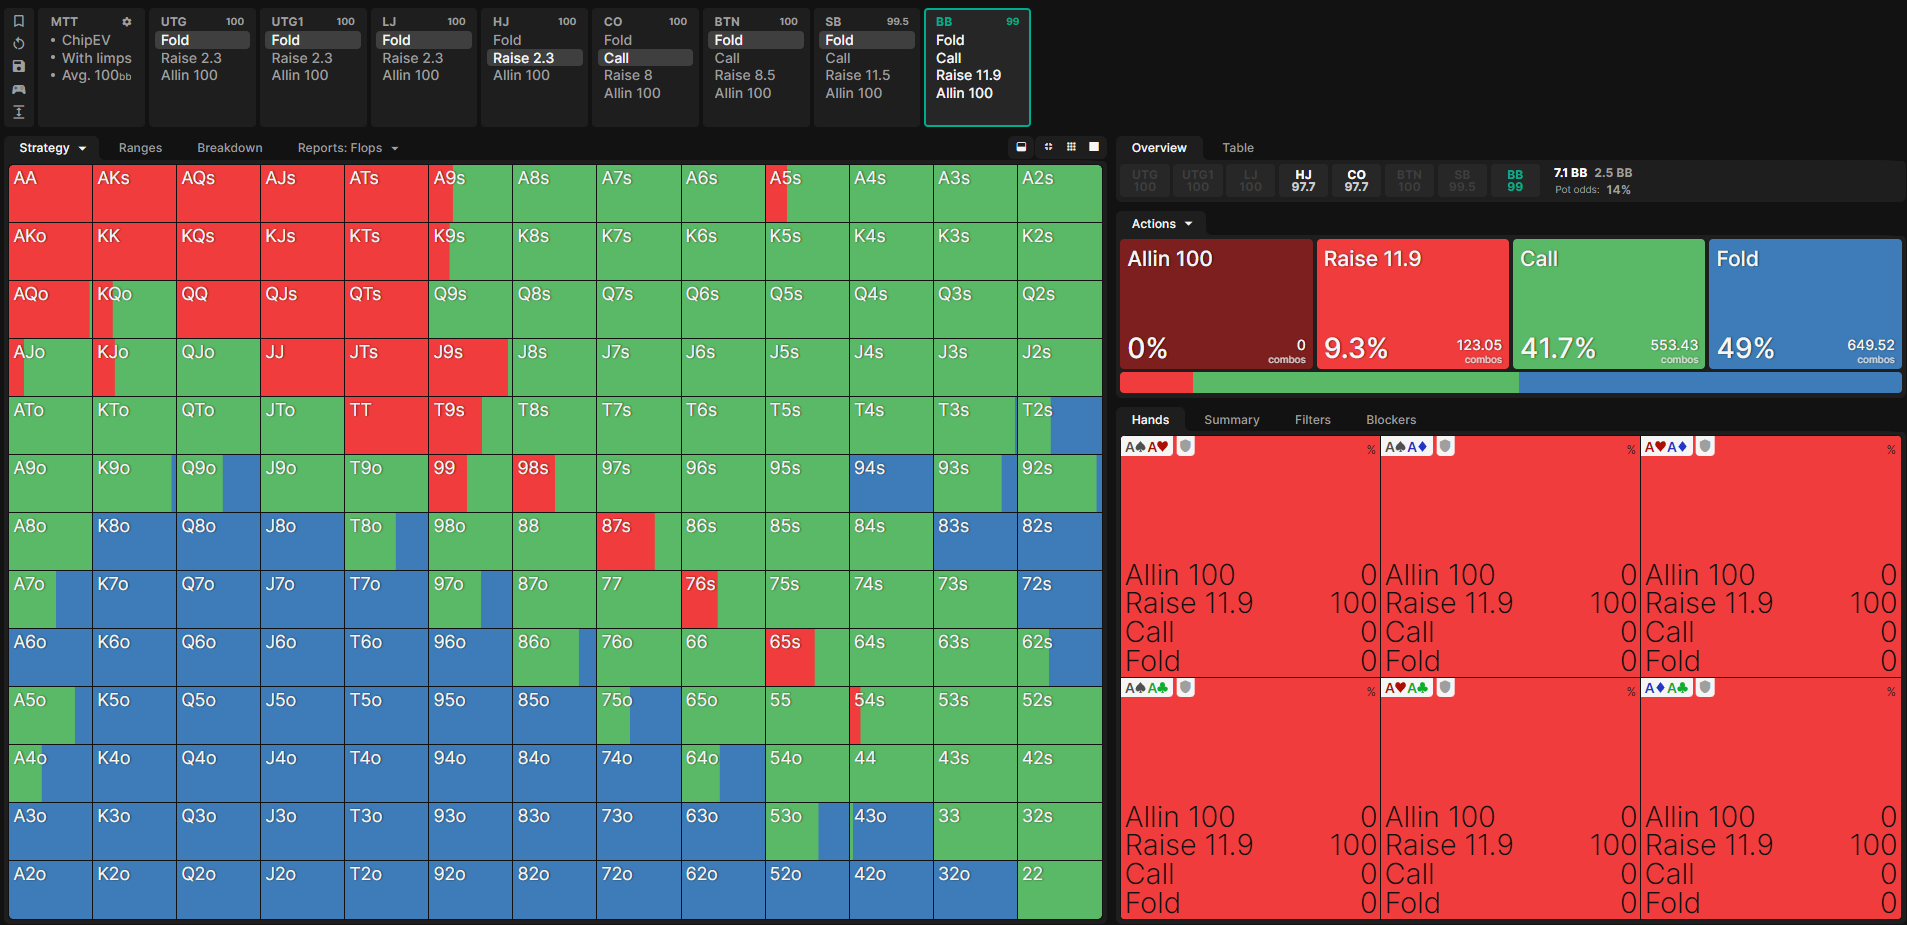 MTT
ChipEV
With limps
Avg. 100bb
UTG 100
Fold
Raise 2.3
Allin 100
UTG1 100
Fold
Raise 2.3
Allin 100
LJ 100
Fold
Raise 2.3
Allin 100
HJ 100
Fold
Raise 2.3
Allin 100
CO 100
Fold
Call
Raise 8
Allin 100
BTN 100
Fold
Call
Raise 8.5
Allin 100
SB 99.5
Fold
Call
Raise 11.5
Allin 100
BB 99
Fold
Call
Raise 11.9
Allin 100
Strategy Ranges Breakdown Reports: Flops
AA AKs AQs AJs ATs A9s A8s A7s A6s A5s A4s A3s A2s
AKo KK KQs KJs KTs K9s K8s K7s K6s K5s K4s K3s K2s
AQo KQo QQ QJs QTs Q9s Q8s Q7s Q6s Q5s Q4s Q3s Q2s
AJo KJo QJo JJ JTs J9s J8s J7s J6s J5s J4s J3s J2s
ATo KTo QTo JTo TT T9s T8s T7s T6s T5s T4s T3s T2s
A9o K9o Q9o J9o T9o 99 98s 97s 96s 95s 94s 93s 92s
A8o K8o Q8o J8o T8o 98o 88 87s 86s 85s 84s 83s 82s
A7o K7o Q7o J7o T7o 97o 87o 77 76s 75s 74s 73s 72s
A6o K6o Q6o J6o T6o 96o 86o 76o 66 65s 64s 63s 62s
A5o K5o Q5o J5o T5o 95o 85o 75o 65o 55 54s 53s 52s
A4o K4o Q4o J4o T4o 94o 84o 74o 64o 54o 44 43s 42s
A3o K3o Q3o J3o T3o 93o 83o 73o 63o 53o 43o 33 32s
A2o K2o Q2o J2o T2o 92o 82o 72o 62o 52o 42o 32o 22
Overview Table
UTG UTG1 LJ HJ CO BTN SB BB
100 100 100 97.7 97.7 100 99.5 99
7.1 BB 2.5 BB
Pot odds: 14%
Actions
Allin 100 Raise 11.9 Call Fold
0% 0 combos 9.3% 123.05 combos 41.7% 553.43 combos 49% 649.52 combos
Hands Summary Filters Blockers
A♠A♥ % A♠A♦ % A♥A♦ %
Allin 100 0 Allin 100 0 Allin 100 0
Raise 11.9 100 Raise 11.9 100 Raise 11.9 100
Call 0 Call 0 Call 0
Fold 0 Fold 0 Fold 0
A♠A♣ % A♥A♣ % A♦A♣ %
Allin 100 0 Allin 100 0 Allin 100 0
Raise 11.9 100 Raise 11.9 100 Raise 11.9 100
Call 0 Call 0 Call 0
Fold 0 Fold 0 Fold 0